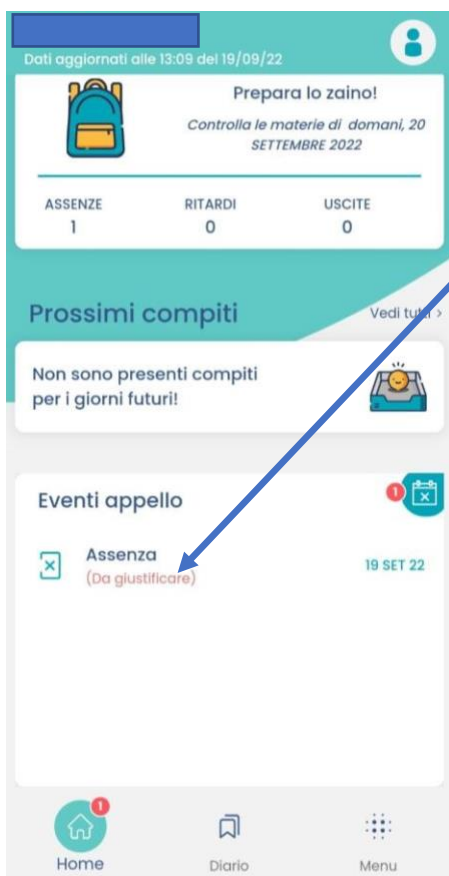 Dati aggiornati alle 13:09 del 19/09/22
Prepara lo zaino!
Controlla le materie di domani, 20
SETTEMBRE 2022
ASSENZE
RITARDI
USCITE
1
0
0
Prossimi compiti
Vedi tutti >
Non sono presenti compiti
per i giorni futuri!
Eventi appello
1
Assenza
(Da giustificare)
19 SET 22
1
Home
Diario
Menu